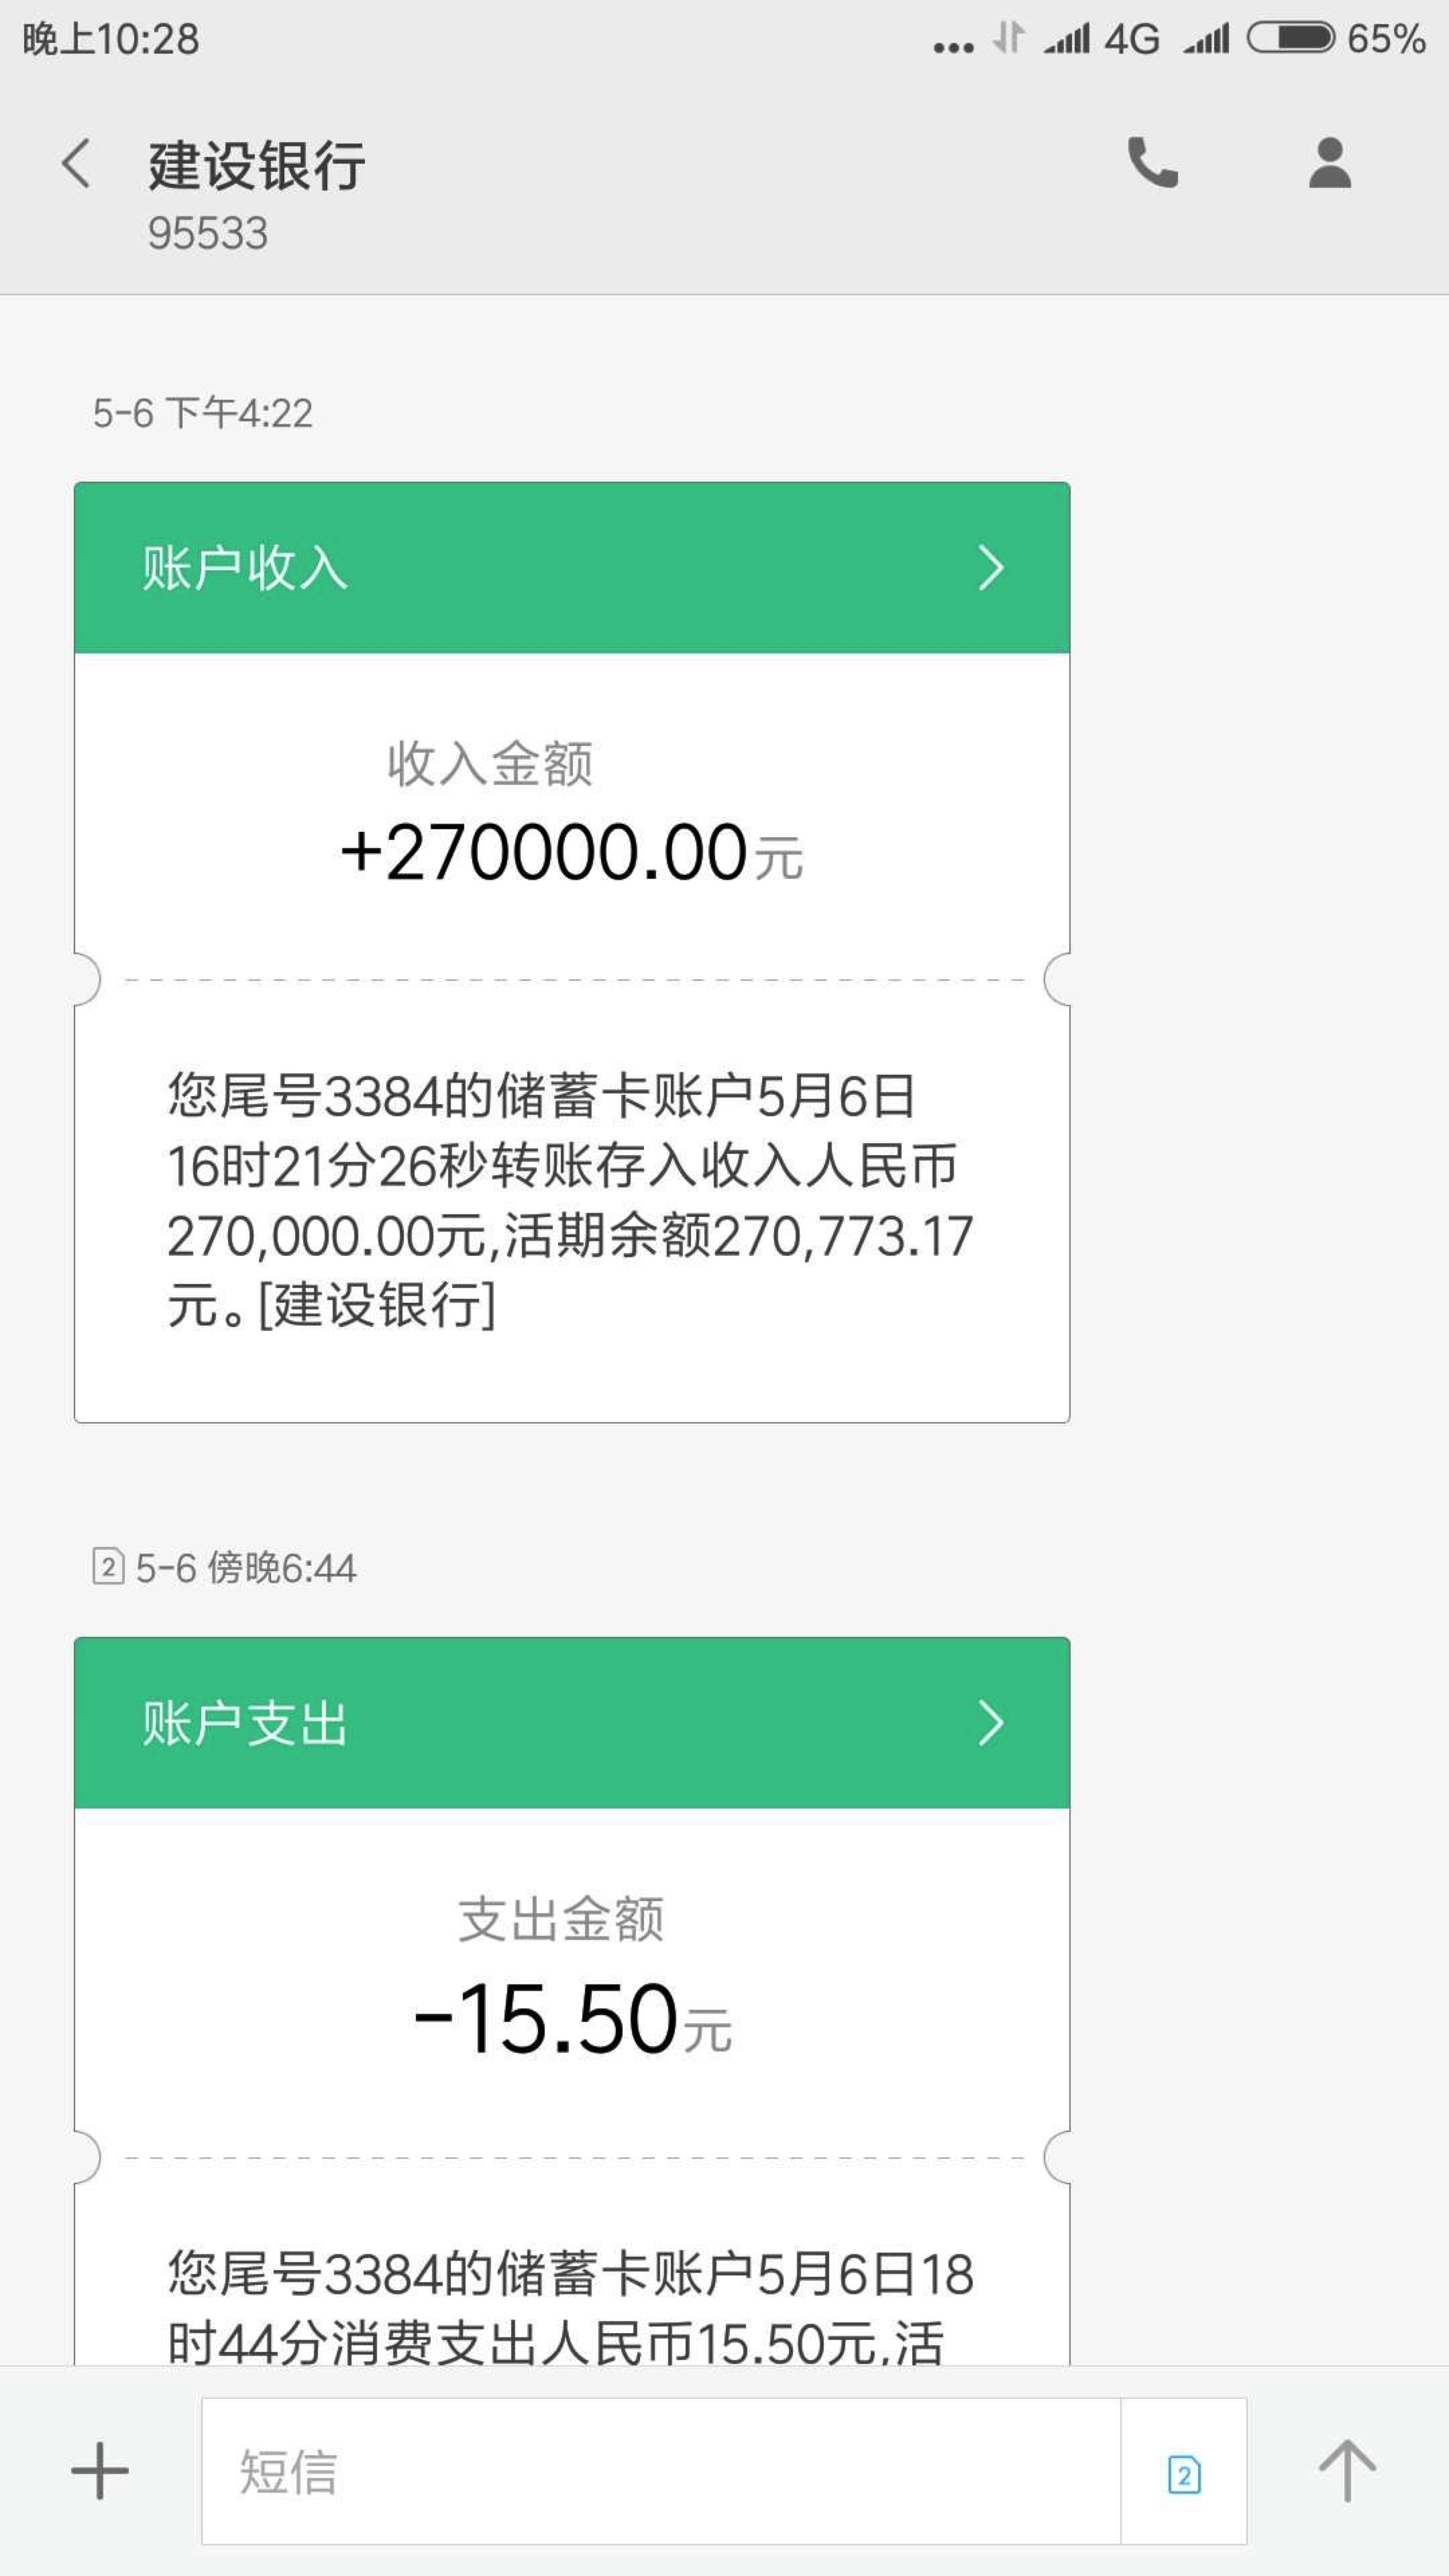 晚上10:28
... 4G 65%
建设银行
95533
5-6 下午4:22
账户收入
收入金额
+270000.00元
您尾号3384的储蓄卡账户5月6日
16时21分26秒转账存入收入人民币
270,000.00元,活期余额270,773.17
元。[建设银行]
2 5-6 傍晚6:44
账户支出
支出金额
-15.50元
您尾号3384的储蓄卡账户5月6日18
时44分消费支出人民币15.50元,活
短信
2